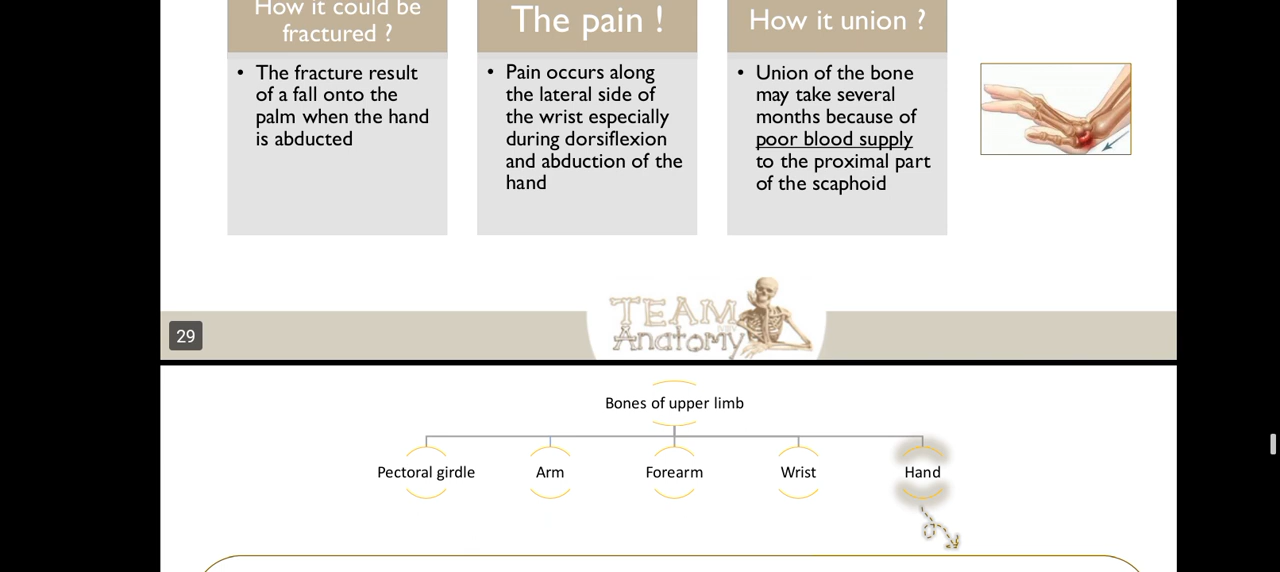 How it could be
fractured ?
• The fracture result
of a fall onto the
palm when the hand
is abducted
The pain !
• Pain occurs along
the lateral side of
the wrist especially
during dorsiflexion
and abduction of the
hand
How it union ?
• Union of the bone
may take several
months because of
poor blood supply
to the proximal part
of the scaphoid
TEAM
Anatomy
29
Bones of upper limb
Pectoral girdle
Arm
Forearm
Wrist
Hand